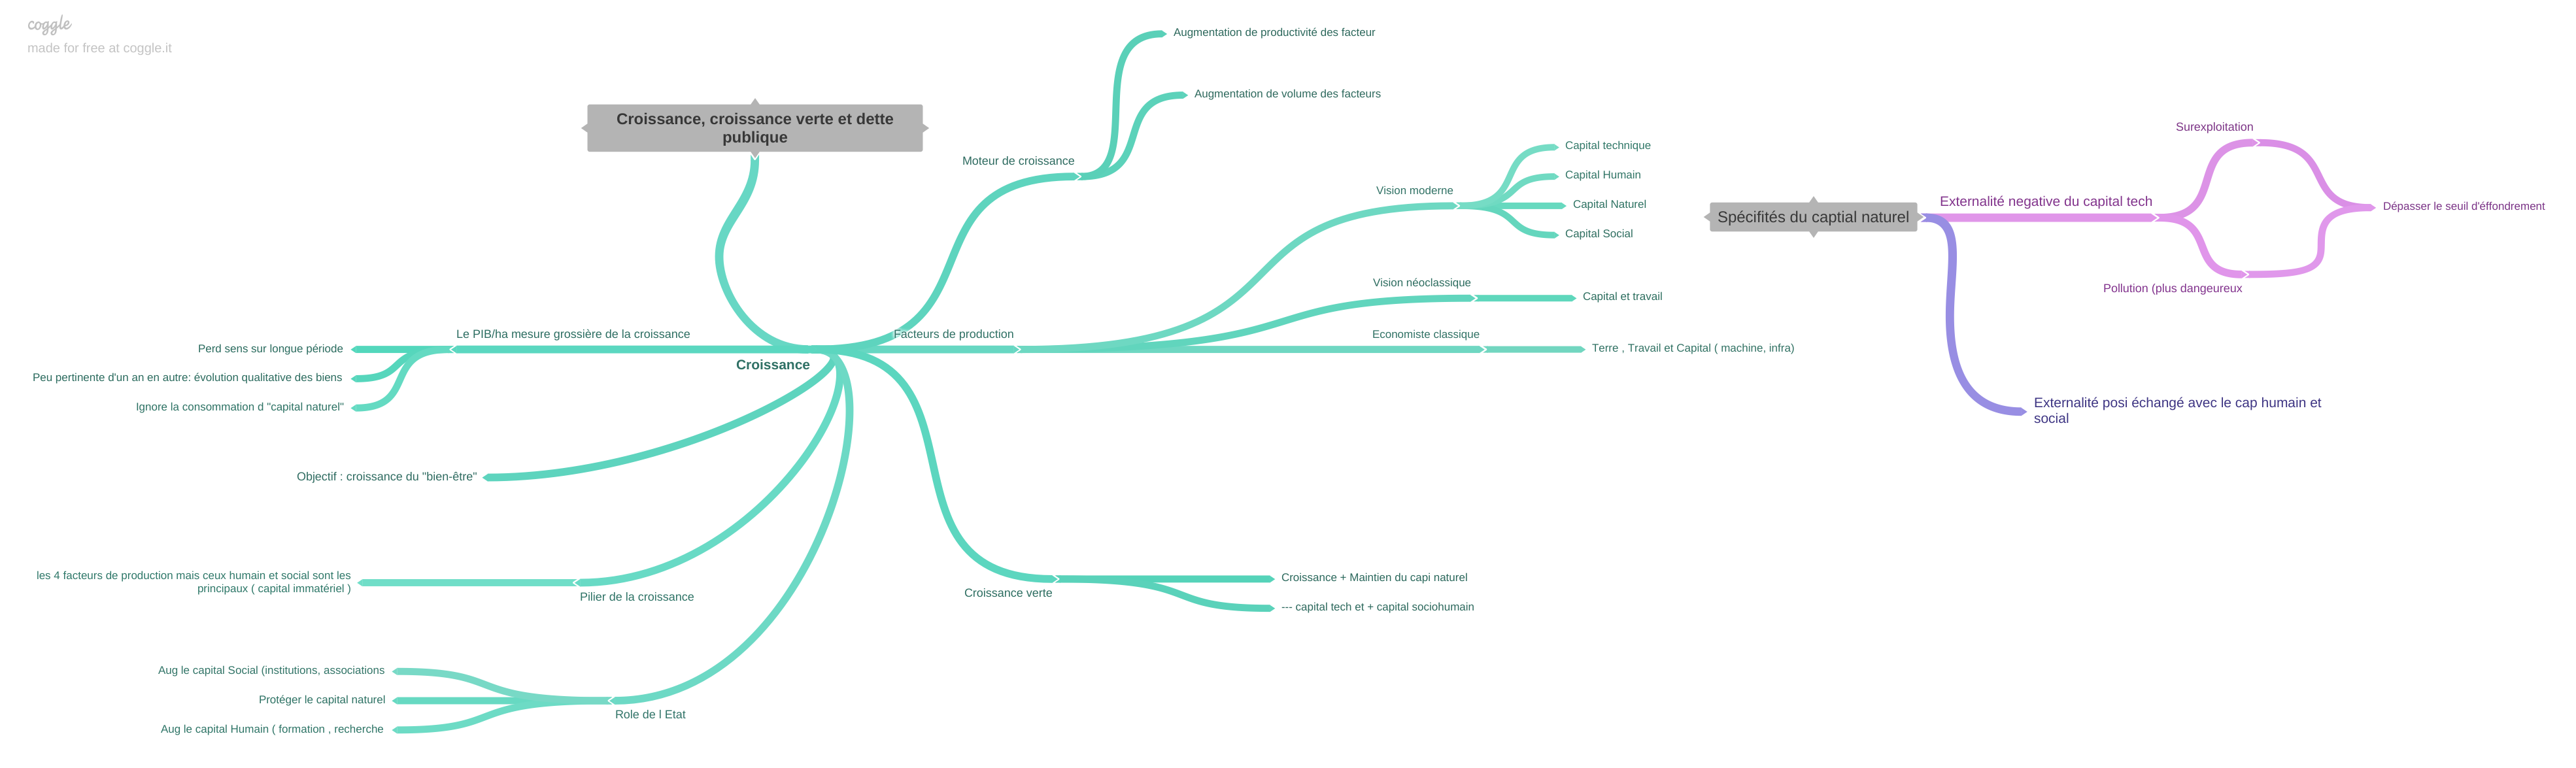 coggle
made for free at coggle.it
Croissance, croissance verte et dette
publique
Croissance
Moteur de croissance
Augmentation de productivité des facteur
Augmentation de volume des facteurs
Facteurs de production
Vision moderne
Capital technique
Capital Humain
Capital Naturel
Capital Social
Vision néoclassique
Capital et travail
Economiste classique
Terre , Travail et Capital ( machine, infra)
Croissance verte
Croissance + Maintien du capi naturel
--- capital tech et + capital sociohumain
Le PIB/ha mesure grossière de la croissance
Perd sens sur longue période
Peu pertinente d'un an en autre: évolution qualitative des biens
Ignore la consommation d "capital naturel"
Objectif : croissance du "bien-être"
Pilier de la croissance
les 4 facteurs de production mais ceux humain et social sont les
principaux ( capital immatériel )
Role de l Etat
Aug le capital Social (institutions, associations
Protéger le capital naturel
Aug le capital Humain ( formation , recherche
Spécifités du captial naturel
Externalité negative du capital tech
Surexploitation
Pollution (plus dangeureux
Dépasser le seuil d'éffondrement
Externalité posi échangé avec le cap humain et
social